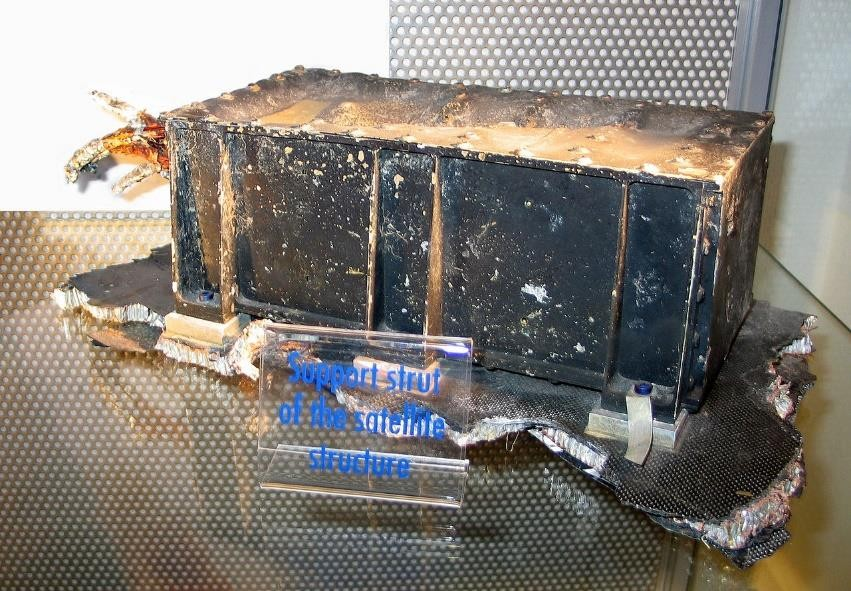 Support strut
of the satellite
structure